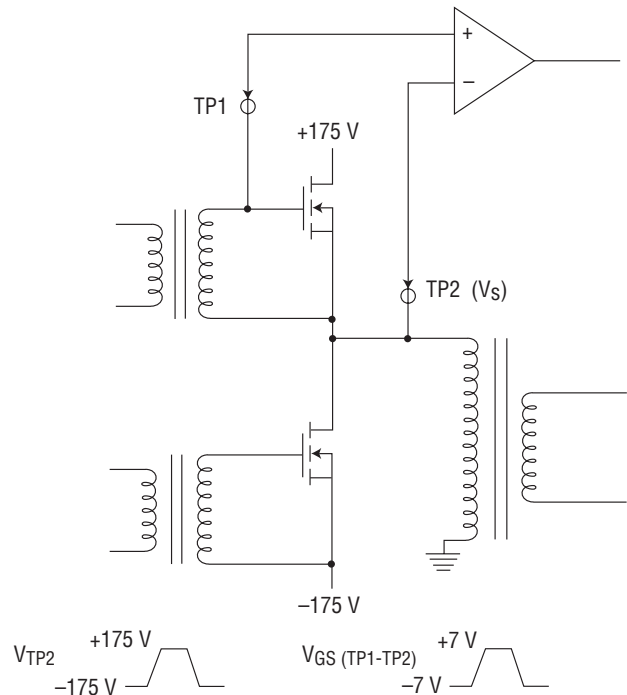 +
−
TP1
+175 V
TP2 (VS)
−175 V
VTP2
+175 V
−175 V
VGS (TP1-TP2)
+7 V
−7 V